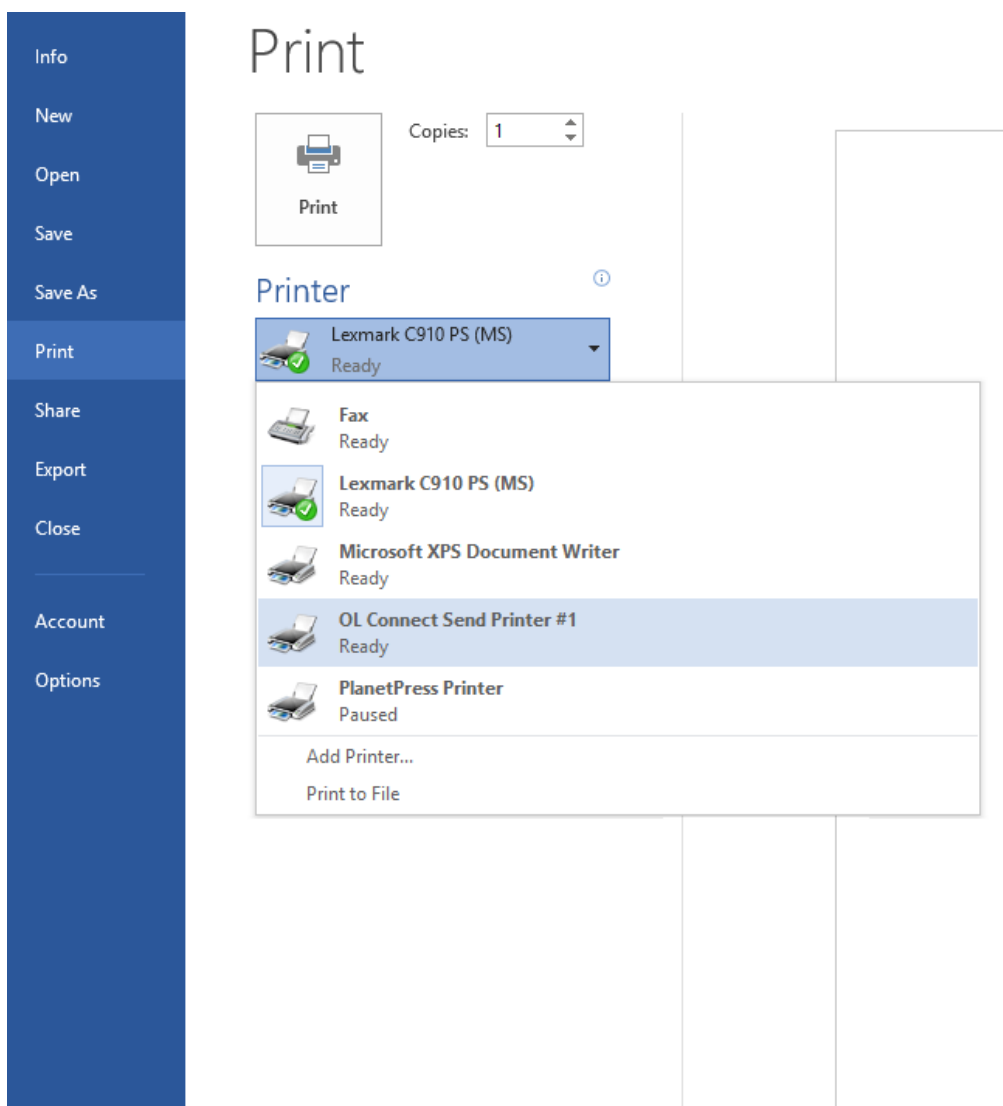 Info
New
Open
Save
Save As
Print
Share
Export
Close
Account
Options
Print
Copies: 1
Print
Printer
Lexmark C910 PS (MS)
Ready
Fax
Ready
Lexmark C910 PS (MS)
Ready
Microsoft XPS Document Writer
Ready
OL Connect Send Printer #1
Ready
PlanetPress Printer
Paused
Add Printer...
Print to File